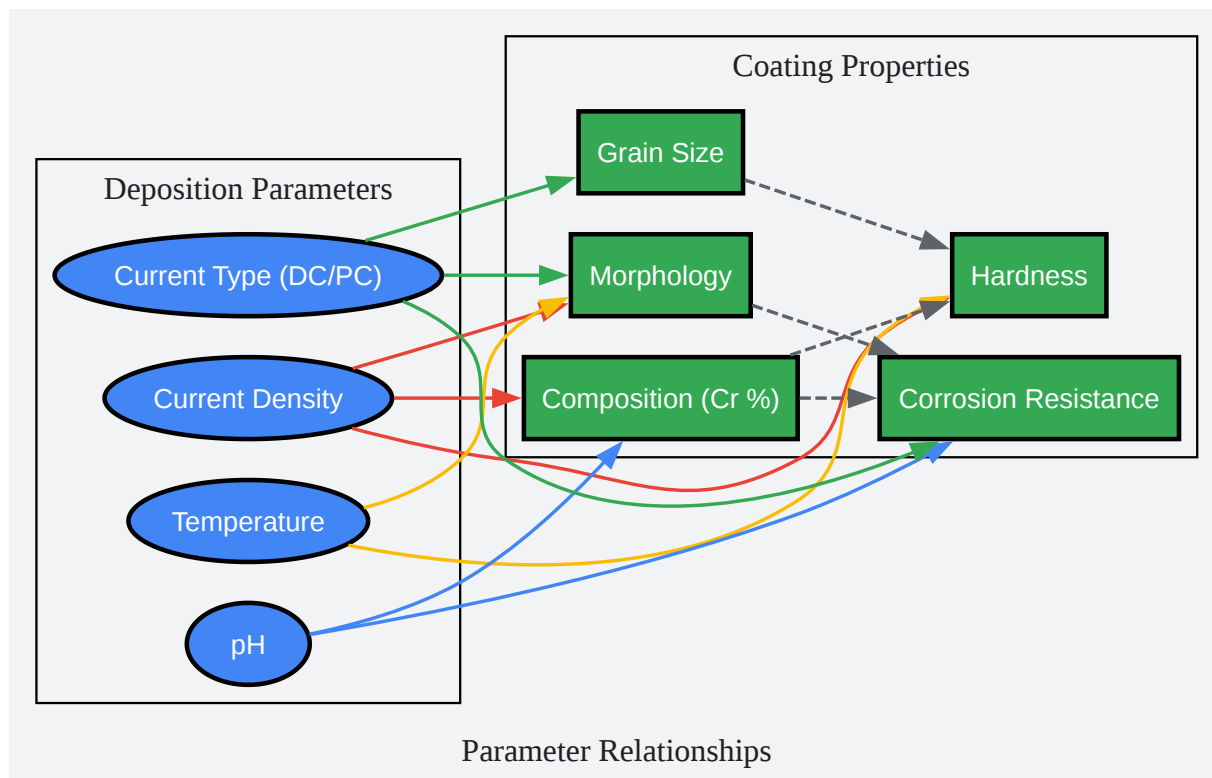 Coating Properties
Grain Size
Deposition Parameters
Current Type (DC/PC)
Morphology
Hardness
Current Density
Composition (Cr %)
Corrosion Resistance
Temperature
pH
Parameter Relationships